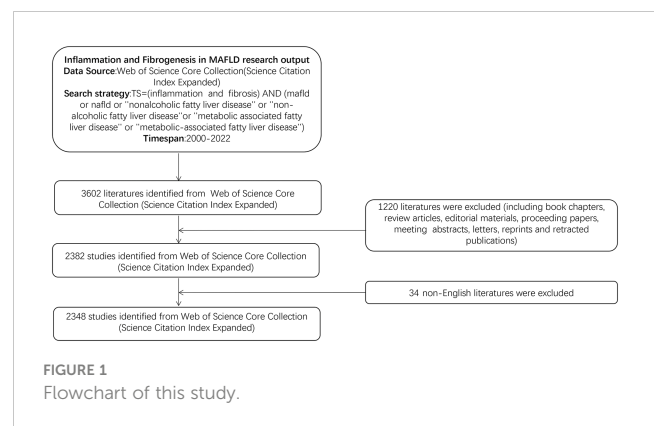 Inflammation and Fibrogenesis in MAFLD research output
Data Source:Web of Science Core Collection(Science Citation
Index Expanded)
Search strategy:TS=(inflammation and fibrosis) AND (mafld
or nafld or "nonalcoholic fatty liver disease" or "non-
alcoholic fatty liver disease"or "metabolic associated fatty
liver disease" or "metabolic-associated fatty liver disease")
Timespan:2000-2022
3602 literatures identified from Web of Science Core
Collection (Science Citation Index Expanded)
1220 literatures were excluded (including book chapters,
review articles, editorial materials, proceeding papers,
meeting abstracts, letters, reprints and retracted
publications)
2382 studies identified from Web of Science Core Collection
(Science Citation Index Expanded)
34 non-English literatures were excluded
2348 studies identified from Web of Science Core Collection
(Science Citation Index Expanded)
FIGURE 1
Flowchart of this study.